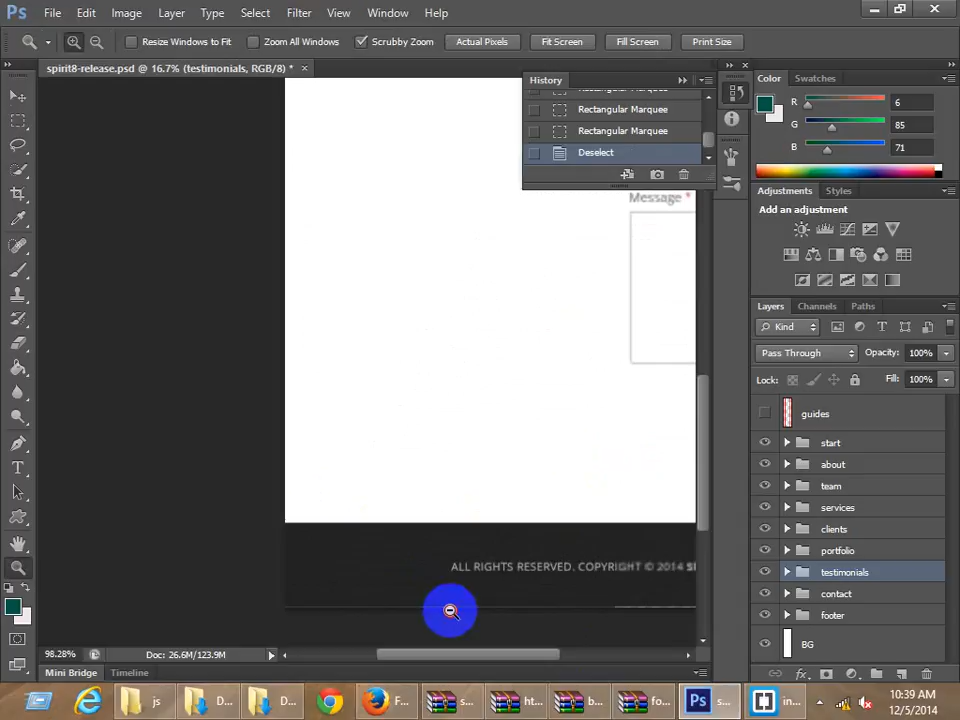 Ps File Edit Image Layer Type Select Filter View Window Help
Resize Windows to Fit Zoom All Windows Scrubby Zoom Actual Pixels Fit Screen Fill Screen Print Size
spirit8-release.psd @ 16.7% (testimonials, RGB/8) * ×
History
Rectangular Marquee
Rectangular Marquee
Deselect
Color Swatches
R 6
G 85
B 71
Adjustments Styles
Add an adjustment
Layers Channels Paths
Kind
Pass Through Opacity: 100%
Lock: Fill: 100%
guides
start
about
team
services
clients
portfolio
testimonials
contact
footer
BG
Message *
ALL RIGHTS RESERVED. COPYRIGHT © 2014
98.28% Doc: 26.6M/123.9M
Mini Bridge Timeline
js D... D... F... s... ht... b... fo... Ps s... in...
10:39 AM
12/5/2014